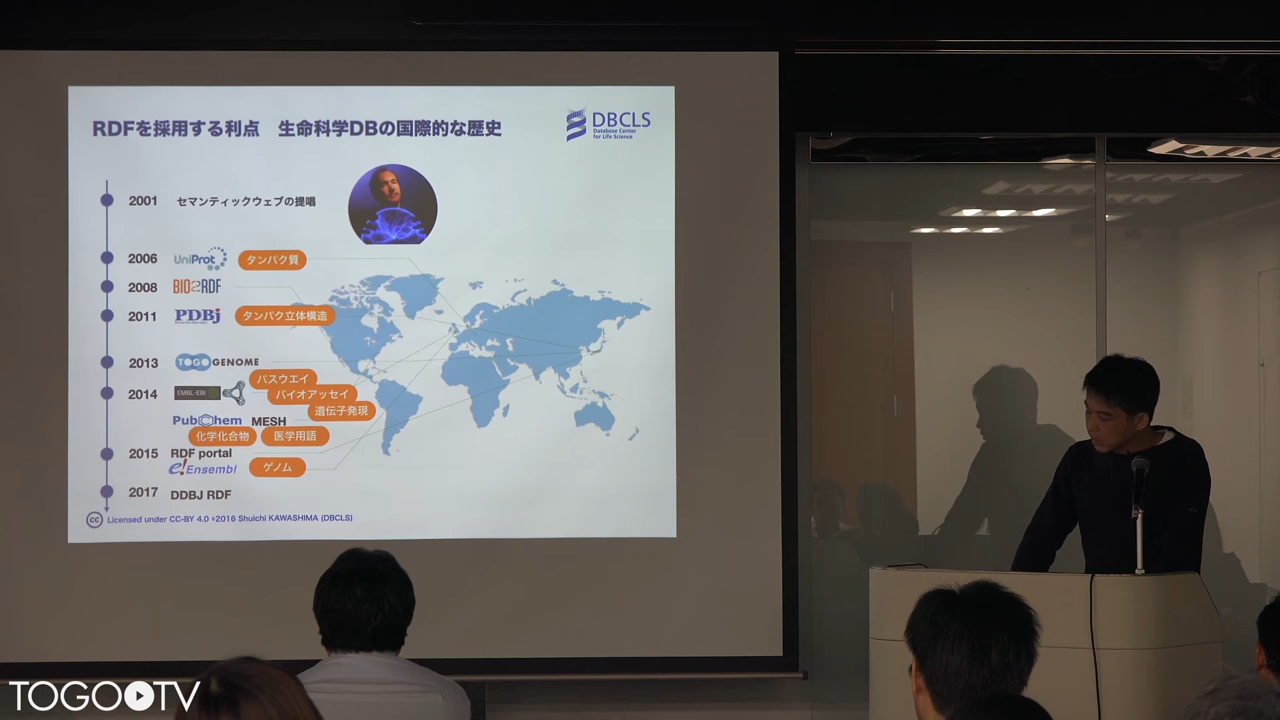 RDFを採用する利点 生命科学DBの国際的な歴史
DBCLS
Database Center
for Life Science
2001 セマンティックウェブの提唱
2006 UniProt タンパク質
2008 BIO2RDF
2011 PDBj タンパク立体構造
2013 TOGO GENOME
パスウエイ
2014 EMBL-EBI バイオアッセイ
遺伝子発現
PubChem MESH
化学化合物 医学用語
2015 RDF portal
e!Ensembl ゲノム
2017 DDBJ RDF
cc Licensed under CC-BY 4.0 ©2016 Shuichi KAWASHIMA (DBCLS)
TOGO TV